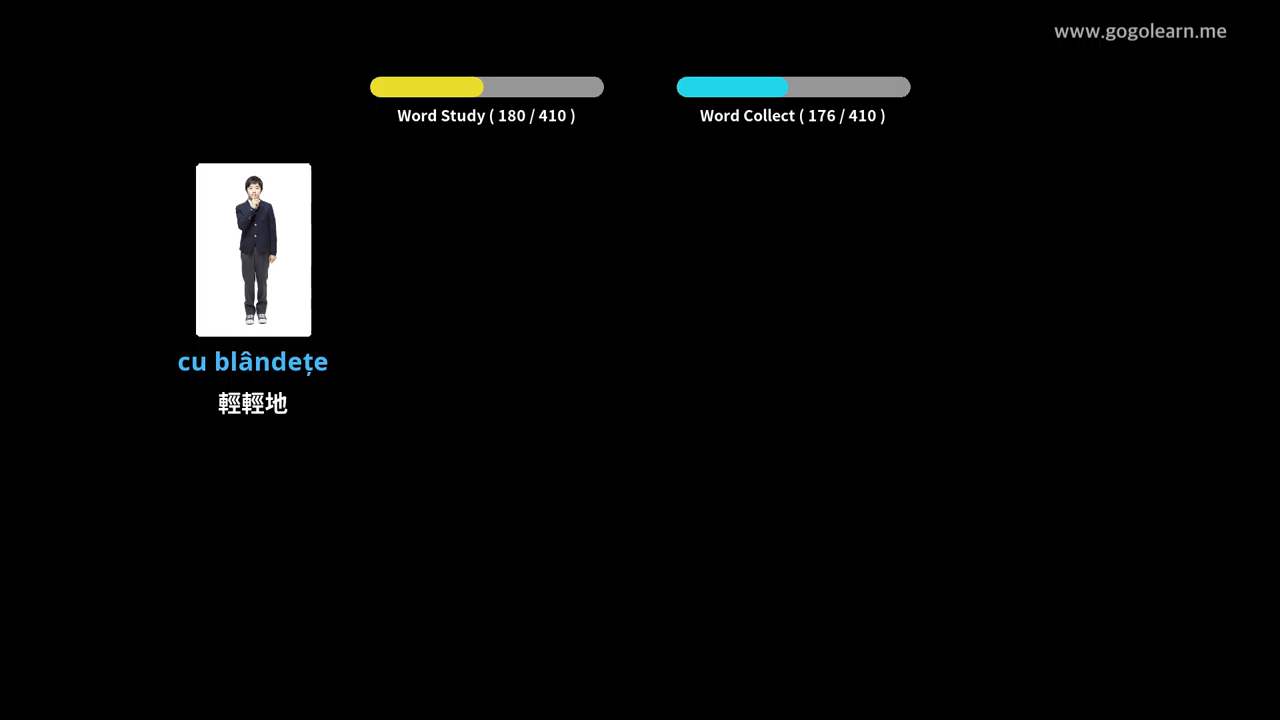 www.gogolearn.me
Word Study ( 180 / 410 )
Word Collect ( 176 / 410 )
cu blândețe
輕輕地